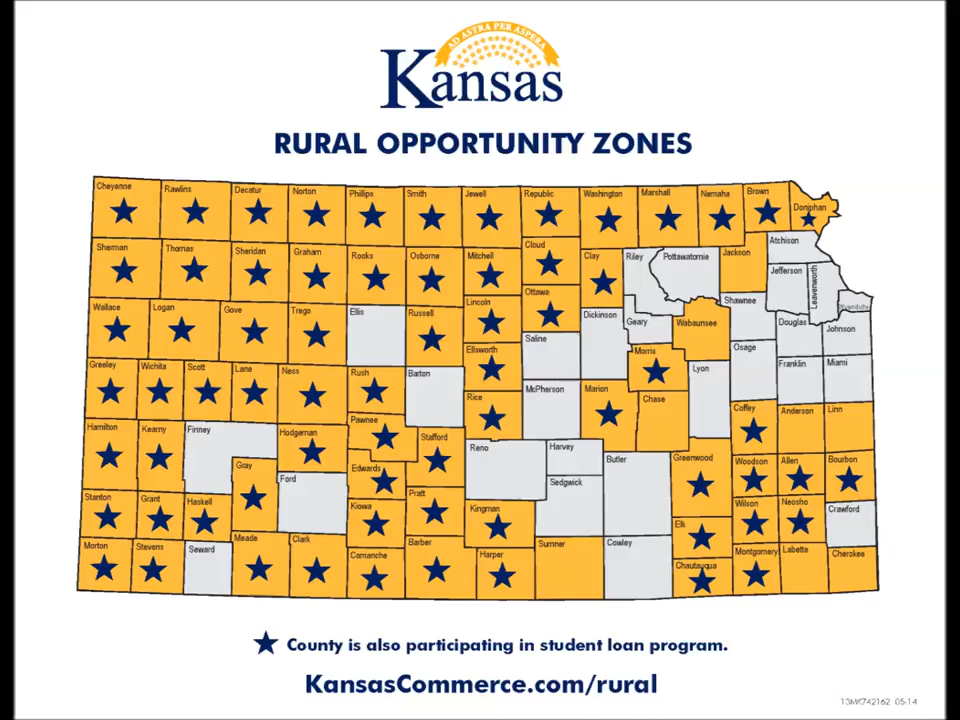 AD ASTRA PER ASPERA
Kansas
RURAL OPPORTUNITY ZONES
Cheyenne Rawlins Decatur Norton Phillips Smith Jewell Republic Washington Marshall Nemaha Brown Doniphan
Sherman Thomas Sheridan Graham Rooks Osborne Mitchell Cloud Clay Riley Pottawatomie Jackson Atchison
Jefferson Leavenworth
Wallace Logan Gove Trego Ellis Russell Lincoln Ottawa Dickinson Geary Wabaunsee Shawnee Douglas Johnson
Greeley Wichita Scott Lane Ness Rush Barton Ellsworth Saline Morris Lyon Osage Franklin Miami
Rice McPherson Marion Chase Coffey Anderson Linn
Hamilton Kearny Finney Hodgeman Pawnee Stafford Reno Harvey Butler Greenwood Woodson Allen Bourbon
Gray Ford Edwards Sedgwick
Stanton Grant Haskell Kiowa Pratt Kingman Elk Wilson Neosho Crawford
Morton Stevens Seward Meade Clark Comanche Barber Harper Sumner Cowley Chautauqua Montgomery Labette Cherokee
County is also participating in student loan program.
KansasCommerce.com/rural
13MK742162 05-14